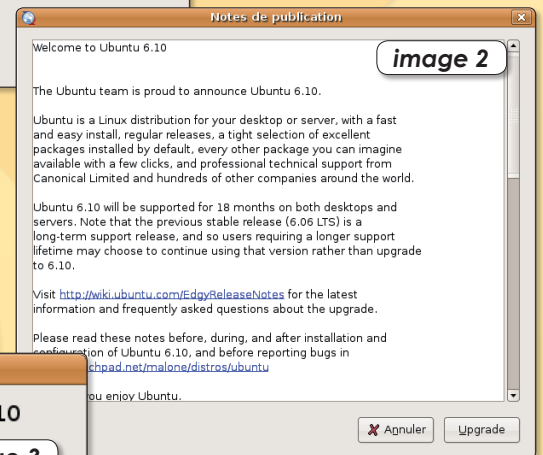 Notes de publication
image 2
Welcome to Ubuntu 6.10
The Ubuntu team is proud to announce Ubuntu 6.10.
Ubuntu is a Linux distribution for your desktop or server, with a fast
and easy install, regular releases, a tight selection of excellent
packages installed by default, every other package you can imagine
available with a few clicks, and professional technical support from
Canonical Limited and hundreds of other companies around the world.
Ubuntu 6.10 will be supported for 18 months on both desktops and
servers. Note that the previous stable release (6.06 LTS) is a
long-term support release, and so users requiring a longer support
lifetime may choose to continue using that version rather than upgrade
to 6.10.
Visit http://wiki.ubuntu.com/EdgyReleaseNotes for the latest
information and frequently asked questions about the upgrade.
Please read these notes before, during, and after installation and
configuration of Ubuntu 6.10, and before reporting bugs in
chpad.net/malone/distros/ubuntu
ou enjoy Ubuntu.
10
Annuler
Upgrade